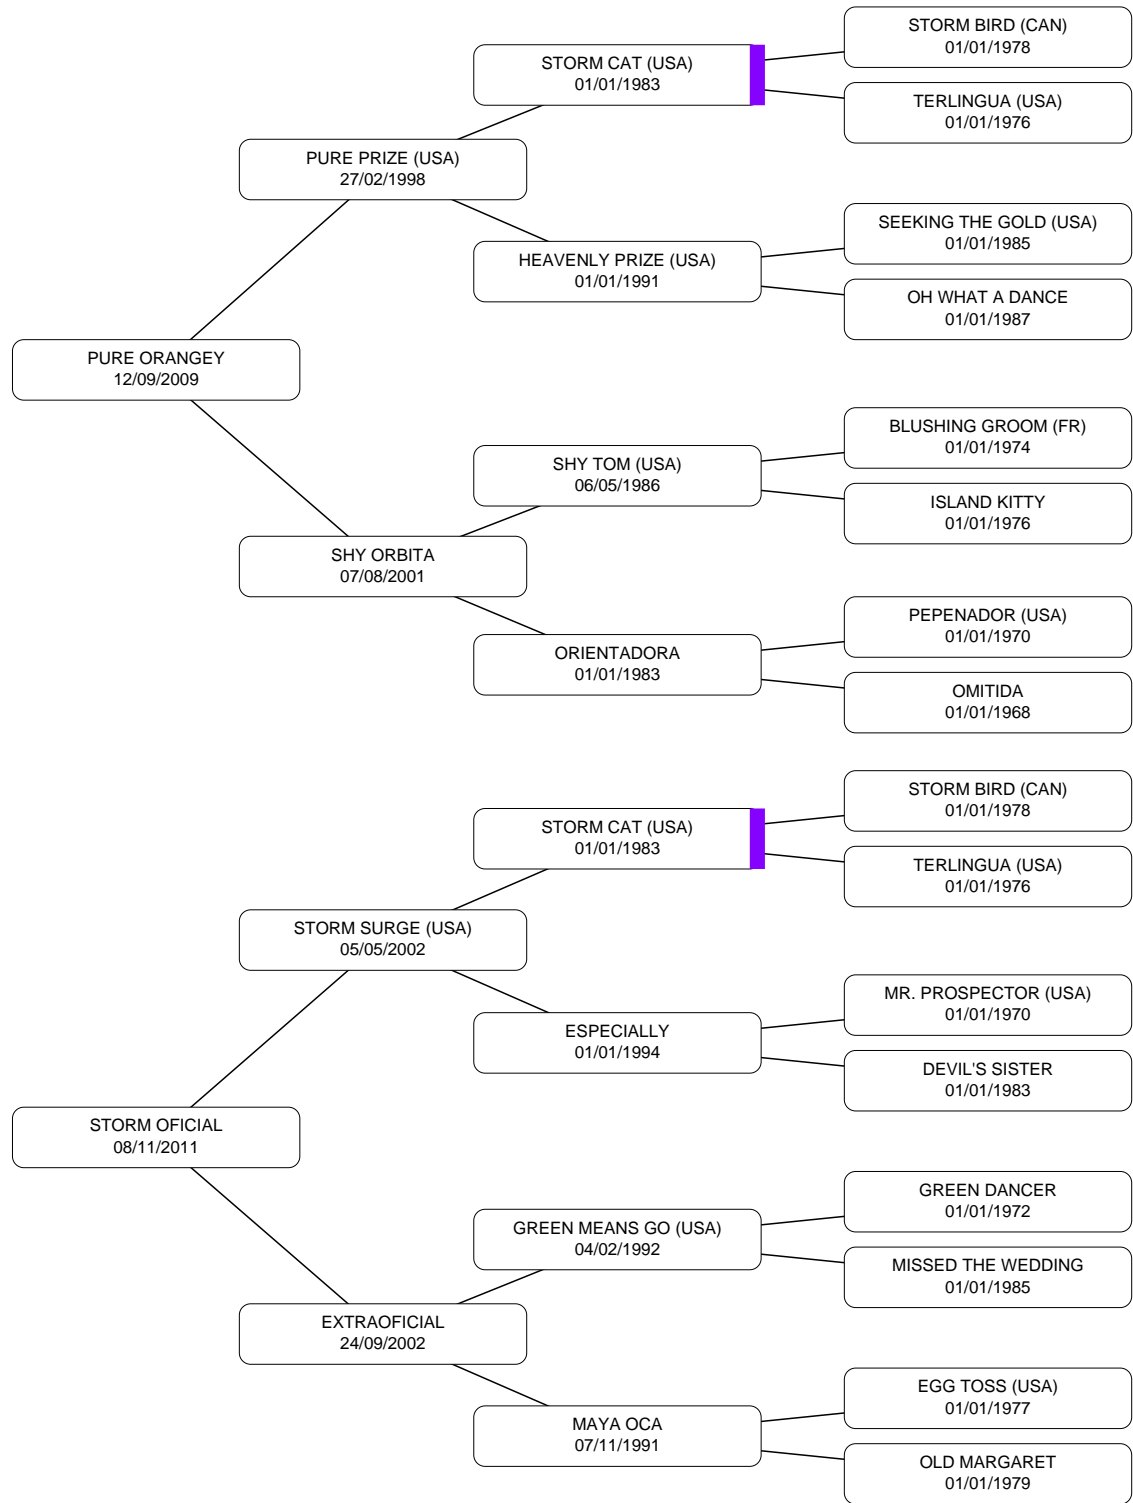 STORM BIRD (CAN)
01/01/1978
STORM CAT (USA)
01/01/1983
TERLINGUA (USA)
01/01/1976
PURE PRIZE (USA)
27/02/1998
SEEKING THE GOLD (USA)
01/01/1985
HEAVENLY PRIZE (USA)
01/01/1991
OH WHAT A DANCE
01/01/1987
PURE ORANGEY
12/09/2009
BLUSHING GROOM (FR)
01/01/1974
SHY TOM (USA)
06/05/1986
ISLAND KITTY
01/01/1976
SHY ORBITA
07/08/2001
PEPENADOR (USA)
01/01/1970
ORIENTADORA
01/01/1983
OMITIDA
01/01/1968
STORM BIRD (CAN)
01/01/1978
STORM CAT (USA)
01/01/1983
TERLINGUA (USA)
01/01/1976
STORM SURGE (USA)
05/05/2002
MR. PROSPECTOR (USA)
01/01/1970
ESPECIALLY
01/01/1994
DEVIL'S SISTER
01/01/1983
STORM OFICIAL
08/11/2011
GREEN DANCER
01/01/1972
GREEN MEANS GO (USA)
04/02/1992
MISSED THE WEDDING
01/01/1985
EXTRAOFICIAL
24/09/2002
EGG TOSS (USA)
01/01/1977
MAYA OCA
07/11/1991
OLD MARGARET
01/01/1979